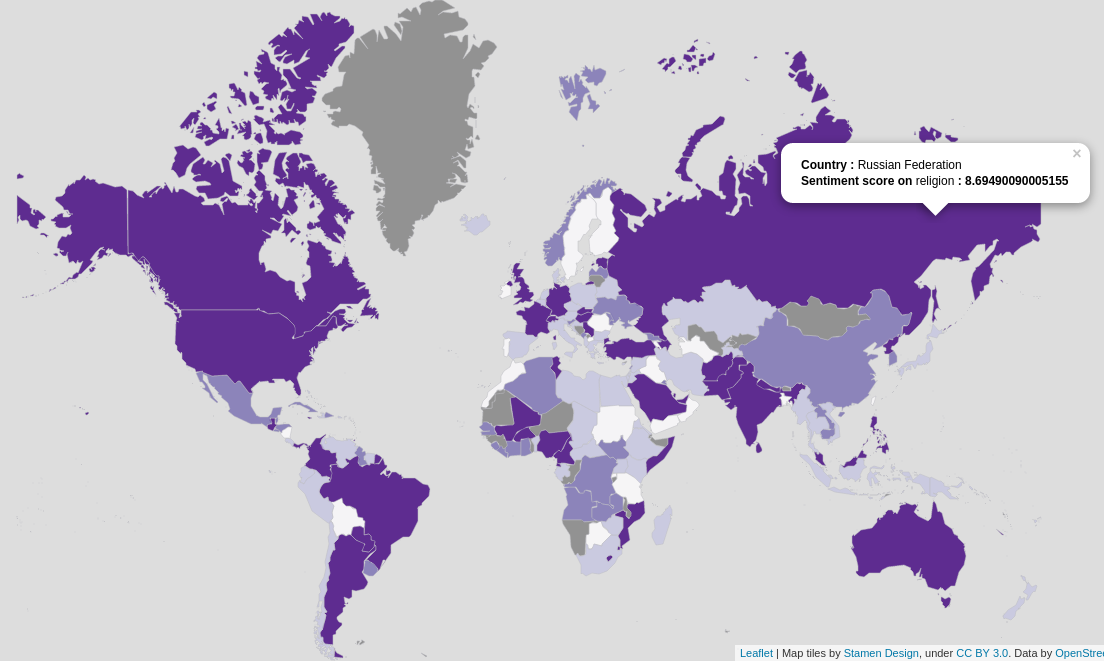 ×
Country : Russian Federation
Sentiment score on religion : 8.69490090005155
Leaflet | Map tiles by Stamen Design, under CC BY 3.0. Data by OpenStre